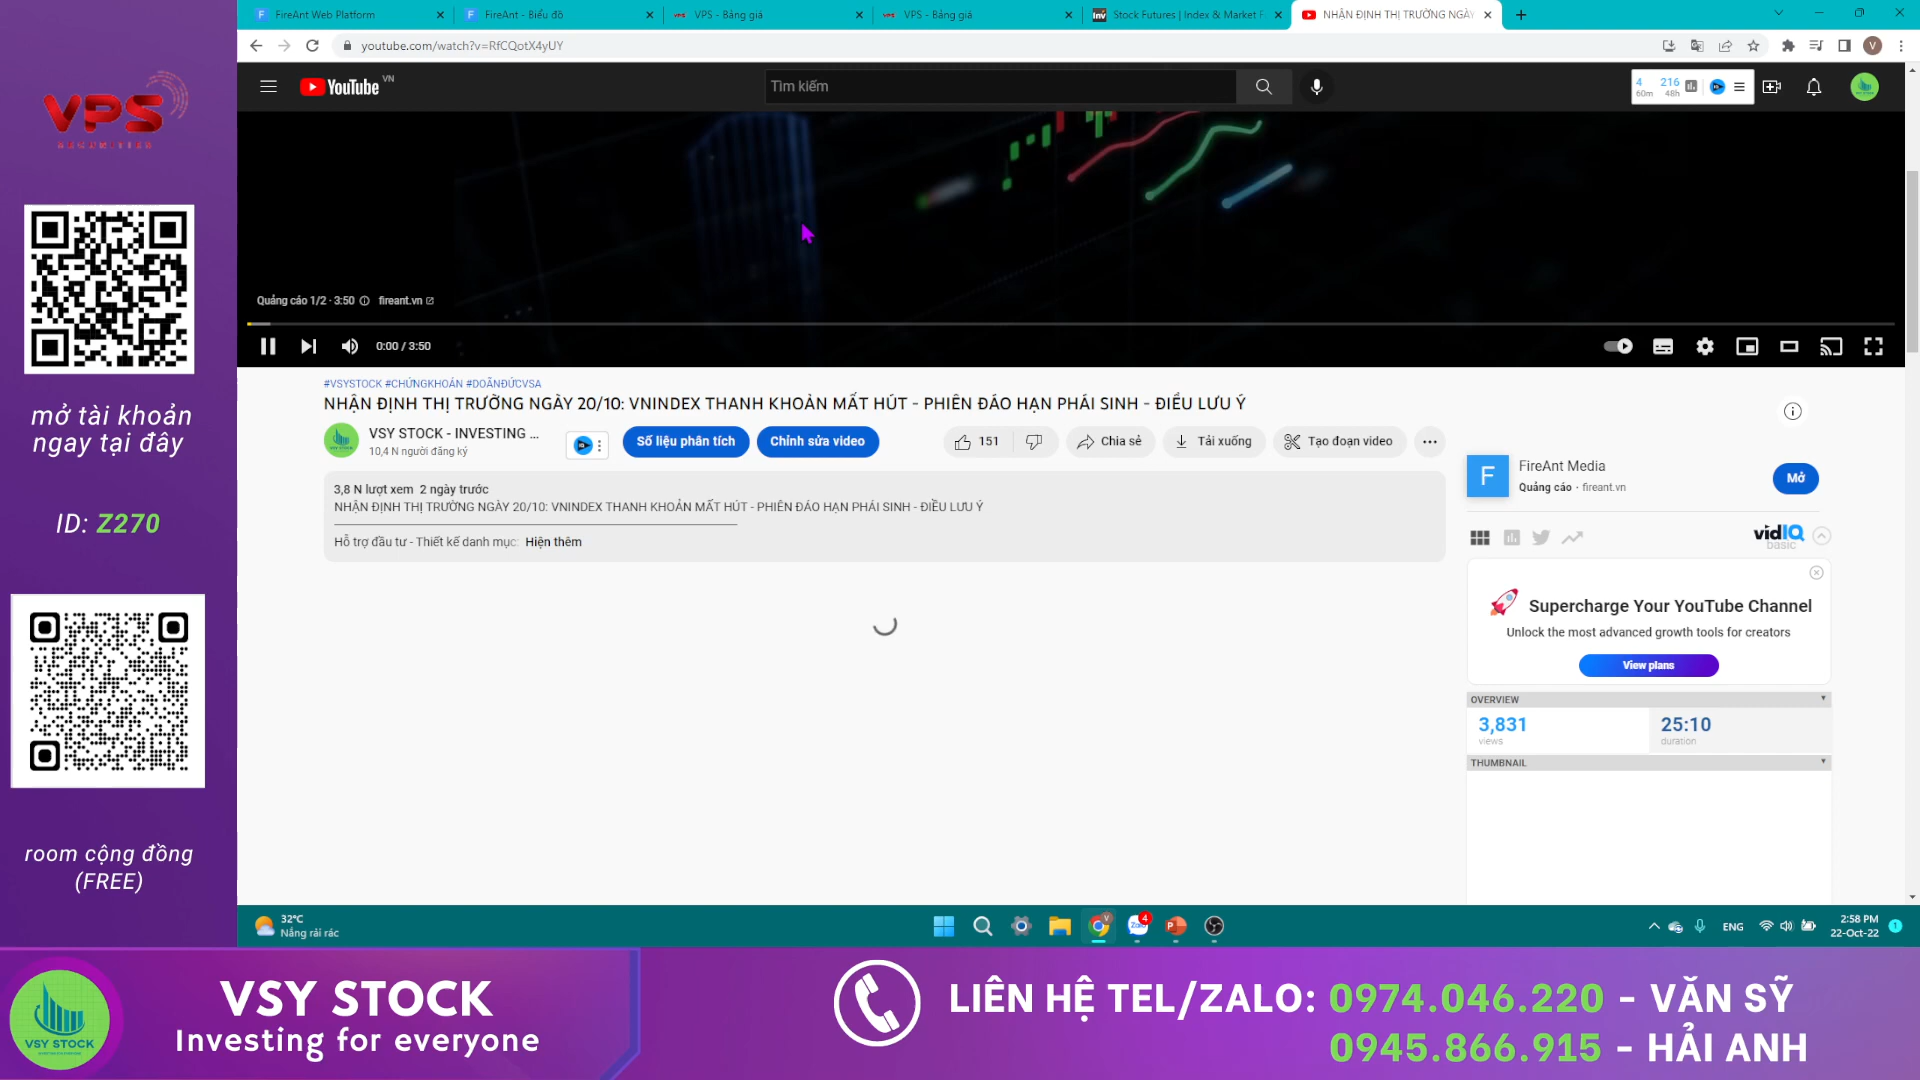 FireAnt Web Platform
FireAnt - Biểu đồ
VPS - Bảng giá
VPS - Bảng giá
Stock Futures | Index & Market F
NHẬN ĐỊNH THỊ TRƯỜNG NGÀY
youtube.com/watch?v=RfCQotX4yUY
YouTube VN
Tìm kiếm
4 216
60m 48h
VPS
SECURITIES
mở tài khoản
ngay tại đây
ID: Z270
room cộng đồng
(FREE)
Quảng cáo 1/2 · 3:50 fireant.vn
0:00 / 3:50
#VSYSTOCK #CHỨNGKHOÁN #DOÃNĐỨCVSA
NHẬN ĐỊNH THỊ TRƯỜNG NGÀY 20/10: VNINDEX THANH KHOẢN MẤT HÚT - PHIÊN ĐÁO HẠN PHÁI SINH - ĐIỀU LƯU Ý
VSY STOCK - INVESTING ...
10,4 N người đăng ký
Số liệu phân tích
Chỉnh sửa video
151
Chia sẻ
Tải xuống
Tạo đoạn video
3,8 N lượt xem 2 ngày trước
NHẬN ĐỊNH THỊ TRƯỜNG NGÀY 20/10: VNINDEX THANH KHOẢN MẤT HÚT - PHIÊN ĐÁO HẠN PHÁI SINH - ĐIỀU LƯU Ý
Hỗ trợ đầu tư - Thiết kế danh mục: Hiện thêm
F
FireAnt Media
Quảng cáo · fireant.vn
Mở
vidIQ
basic
Supercharge Your YouTube Channel
Unlock the most advanced growth tools for creators
View plans
OVERVIEW
3,831
views
25:10
duration
THUMBNAIL
32°C
Nắng rải rác
4
ENG
2:58 PM
22-Oct-22
1
VSY STOCK
VSY STOCK
Investing for everyone
LIÊN HỆ TEL/ZALO: 0974.046.220 - VĂN SỸ
0945.866.915 - HẢI ANH